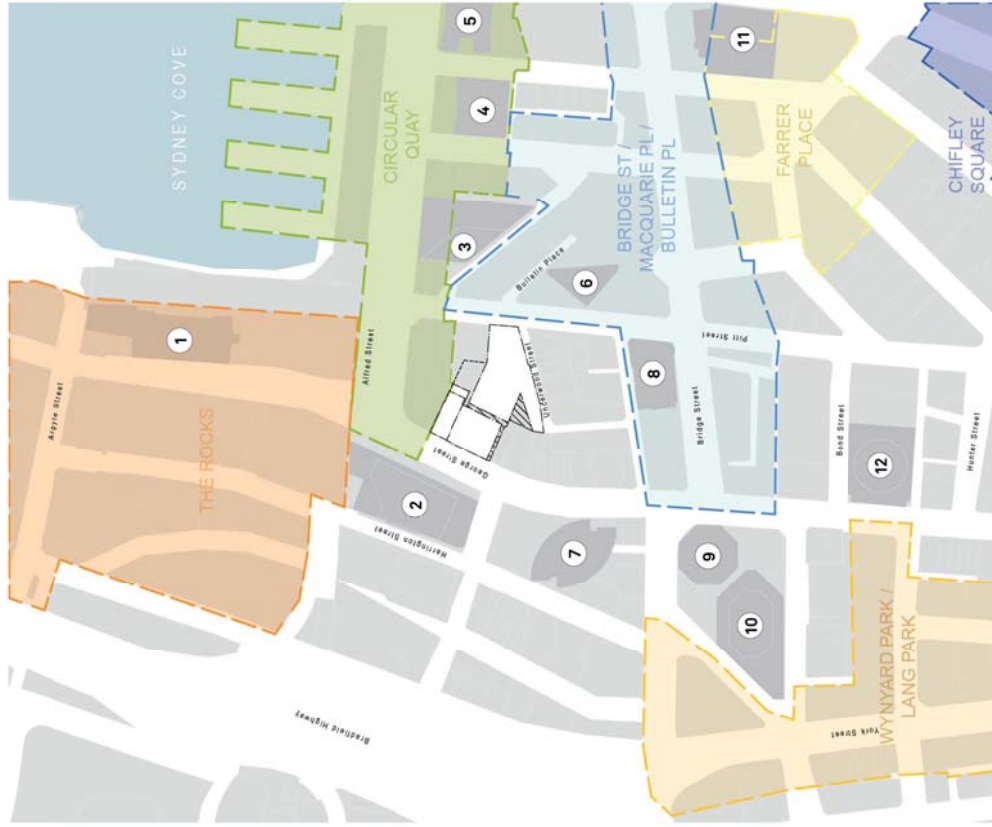 SYDNEY COVE
5
11
4
CIRCULAR
QUAY
FARRER
PLACE
CHIFLEY
SQUARE
BRIDGE ST /
MACQUARIE PL /
BULLETIN PL
3
Bulletin Place
6
1
Argyle Street
THE ROCKS
Alfred Street
Underwood Street
Pitt Street
8
Bridge Street
George Street
2
Harrington Street
7
9
10
Bond Street
12
Hunter Street
Bradfield Highway
WYNYARD PARK /
LANG PARK
York Street